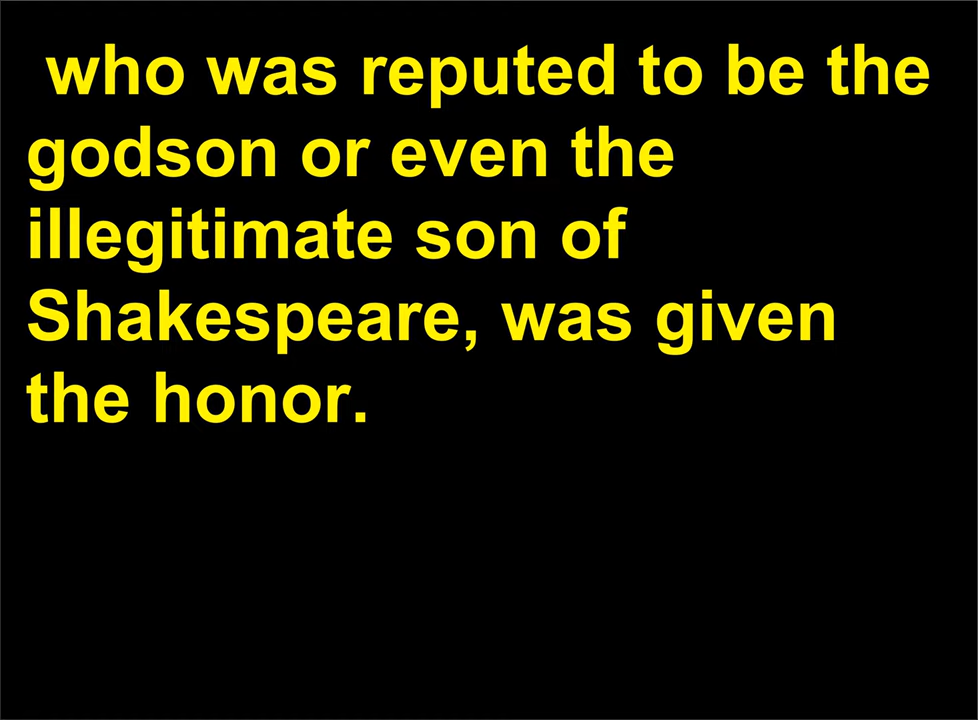 who was reputed to be the
godson or even the
illegitimate son of
Shakespeare, was given
the honor.